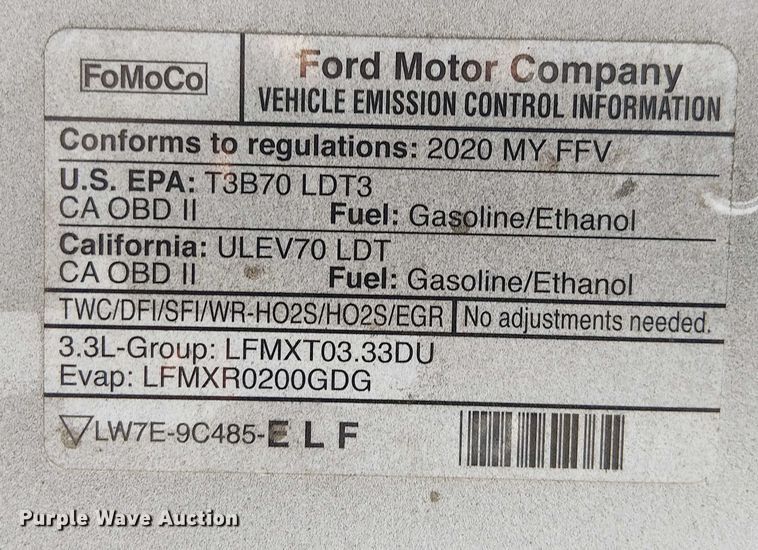 FoMoCo
Ford Motor Company
VEHICLE EMISSION CONTROL INFORMATION
Conforms to regulations: 2020 MY FFV
U.S. EPA: T3B70 LDT3
CA OBD II Fuel: Gasoline/Ethanol
California: ULEV70 LDT
CA OBD II Fuel: Gasoline/Ethanol
TWC/DFI/SFI/WR-HO2S/HO2S/EGR No adjustments needed.
3.3L-Group: LFMXT03.33DU
Evap: LFMXR0200GDG
LW7E-9C485-ELF
Purple Wave Auction